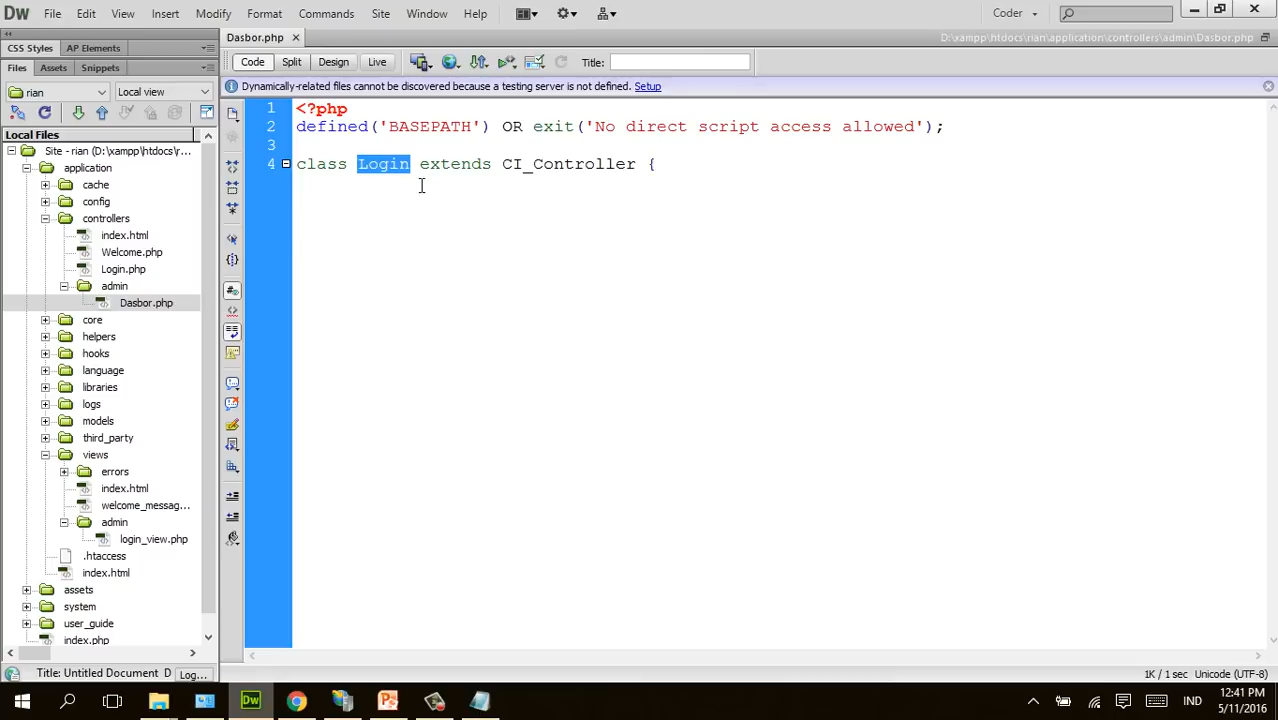 Dw File Edit View Insert Modify Format Commands Site Window Help Coder
CSS Styles AP Elements
Dasbor.php
D:\xampp\htdocs\rian\application\controllers\admin\Dasbor.php
Files Assets Snippets
Code Split Design Live Title:
rian Local view
Dynamically-related files cannot be discovered because a testing server is not defined. Setup
Local Files
Site - rian (D:\xampp\htdocs\r...
application
cache
config
controllers
index.html
Welcome.php
Login.php
admin
Dasbor.php
core
helpers
hooks
language
libraries
logs
models
third_party
views
errors
index.html
welcome_messag...
admin
login_view.php
.htaccess
index.html
assets
system
user_guide
index.php
1 <?php
2 defined('BASEPATH') OR exit('No direct script access allowed');
3
4 class Login extends CI_Controller {
Title: Untitled Document D Log...
1K / 1 sec Unicode (UTF-8)
Dw
IND
12:41 PM
5/11/2016